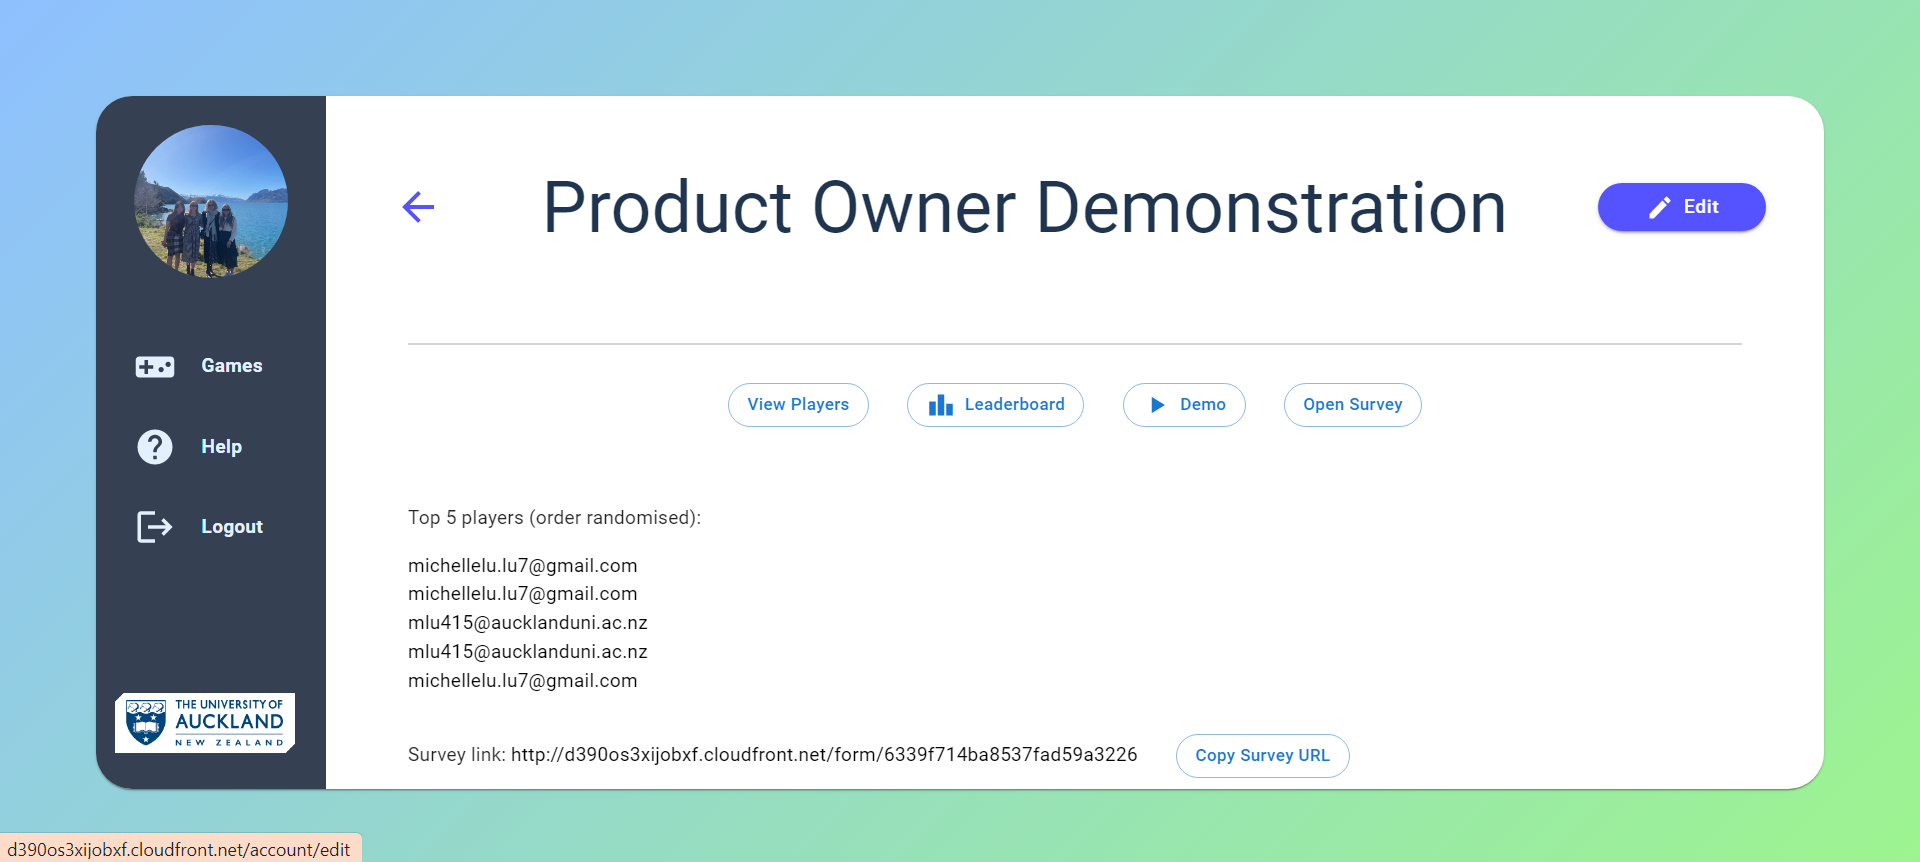 Product Owner Demonstration
Edit
Games
Help
Logout
THE UNIVERSITY OF
AUCKLAND
NEW ZEALAND
View Players
Leaderboard
Demo
Open Survey
Top 5 players (order randomised):
michellelu.lu7@gmail.com
michellelu.lu7@gmail.com
mlu415@aucklanduni.ac.nz
mlu415@aucklanduni.ac.nz
michellelu.lu7@gmail.com
Survey link: http://d390os3xijobxf.cloudfront.net/form/6339f714ba8537fad59a3226
Copy Survey URL
d390os3xijobxf.cloudfront.net/account/edit